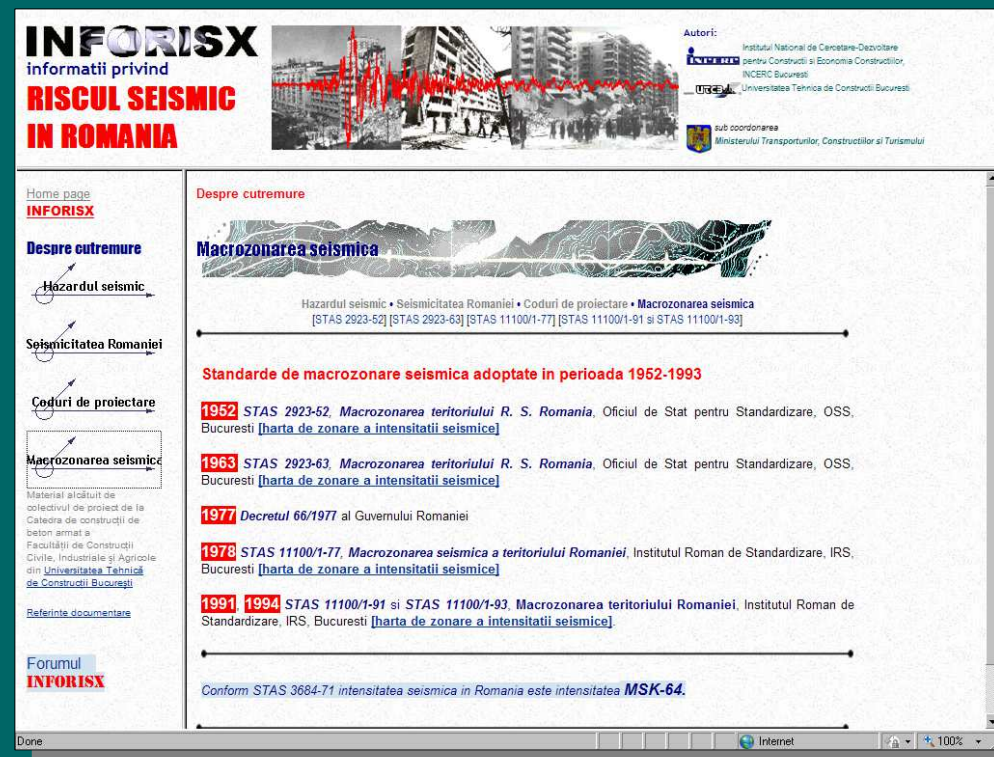 INFORISX
informatii privind
RISCUL SEISMIC
IN ROMANIA
Autori:
INCERC
Institutul National de Cercetare-Dezvoltare
pentru Constructii si Economia Constructiilor,
INCERC Bucuresti
UTCB
Universitatea Tehnica de Constructii Bucuresti
sub coordonarea
Ministerului Transporturilor, Constructiilor si Turismului
Home page
INFORISX
Despre cutremure
Hazardul seismic
Seismicitatea Romaniei
Coduri de proiectare
Macrozonarea seismica
Material alcătuit de
colectivul de proiect de la
Catedra de construcţii de
beton armat a
Facultăţii de Construcţii
Civile, Industriale şi Agricole
din Universitatea Tehnică
de Construcţii Bucureşti
Referinte documentare
Forumul
INFORISX
Despre cutremure
Macrozonarea seismica
Hazardul seismic • Seismicitatea Romaniei • Coduri de proiectare • Macrozonarea seismica
[STAS 2923-52] [STAS 2923-63] [STAS 11100/1-77] [STAS 11100/1-91 si STAS 11100/1-93]
Standarde de macrozonare seismica adoptate in perioada 1952-1993
1952 STAS 2923-52, Macrozonarea teritoriului R. S. Romania, Oficiul de Stat pentru Standardizare, OSS,
Bucuresti [harta de zonare a intensitatii seismice]
1963 STAS 2923-63, Macrozonarea teritoriului R. S. Romania, Oficiul de Stat pentru Standardizare, OSS,
Bucuresti [harta de zonare a intensitatii seismice]
1977 Decretul 66/1977 al Guvernului Romaniei
1978 STAS 11100/1-77, Macrozonarea seismica a teritoriului Romaniei, Institutul Roman de Standardizare, IRS,
Bucuresti [harta de zonare a intensitatii seismice]
1991, 1994 STAS 11100/1-91 si STAS 11100/1-93, Macrozonarea teritoriului Romaniei, Institutul Roman de
Standardizare, IRS, Bucuresti [harta de zonare a intensitatii seismice].
Conform STAS 3684-71 intensitatea seismica in Romania este intensitatea MSK-64.
Done
Internet
100%